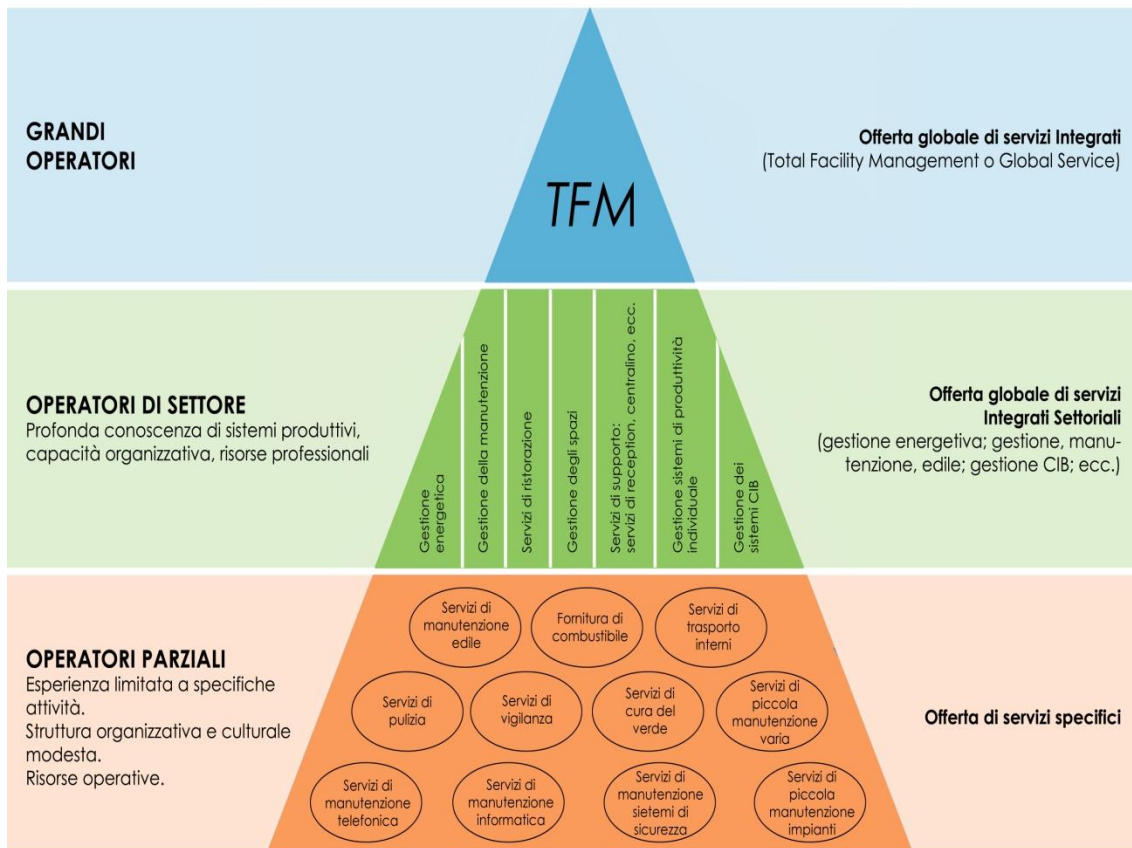 GRANDI
OPERATORI
TFM
Offerta globale di servizi Integrati
(Total Facility Management o Global Service)
OPERATORI DI SETTORE
Profonda conoscenza di sistemi produttivi,
capacità organizzativa, risorse professionali
Gestione
energetica
Gestione della manutenzione
Servizi di ristorazione
Gestione degli spazi
Servizi di supporto:
servizi di reception, centralino, ecc.
Gestione sistemi di produttività
individuale
Gestione dei
sistemi CIB
Offerta globale di servizi
Integrati Settoriali
(gestione energetiva; gestione, manu-
tenzione, edile; gestione CIB; ecc.)
OPERATORI PARZIALI
Esperienza limitata a specifiche
attività.
Struttura organizzativa e culturale
modesta.
Risorse operative.
Servizi di
manutenzione
edile
Fornitura di
combustibile
Servizi di
trasporto
interni
Servizi di
pulizia
Servizi di
vigilanza
Servizi di
cura del
verde
Servizi di
piccola
manutenzione
varia
Servizi di
manutenzione
telefonica
Servizi di
manutenzione
informatica
Servizi di
manutenzione
sietemi di
sicurezza
Servizi di
piccola
manutenzione
impianti
Offerta di servizi specifici